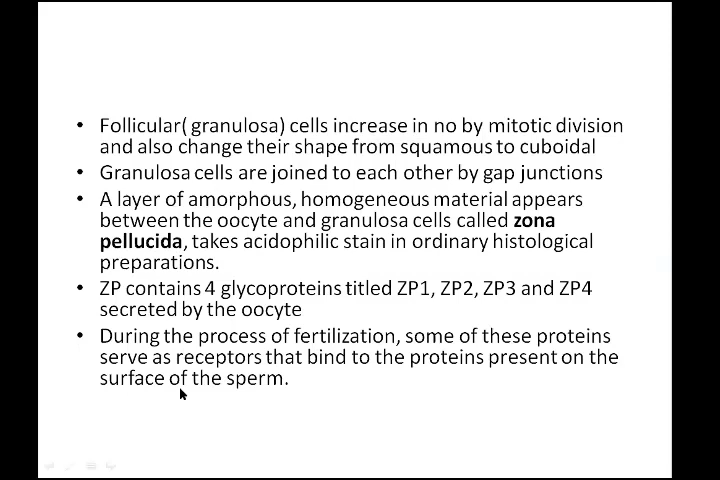 • Follicular( granulosa) cells increase in no by mitotic division
and also change their shape from squamous to cuboidal
• Granulosa cells are joined to each other by gap junctions
• A layer of amorphous, homogeneous material appears
between the oocyte and granulosa cells called zona
pellucida, takes acidophilic stain in ordinary histological
preparations.
• ZP contains 4 glycoproteins titled ZP1, ZP2, ZP3 and ZP4
secreted by the oocyte
• During the process of fertilization, some of these proteins
serve as receptors that bind to the proteins present on the
surface of the sperm.